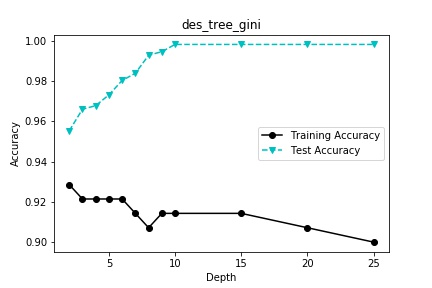 des_tree_gini
1.00
0.98
0.96
0.94
0.92
0.90
Accuracy
Training Accuracy
Test Accuracy
5 10 15 20 25
Depth